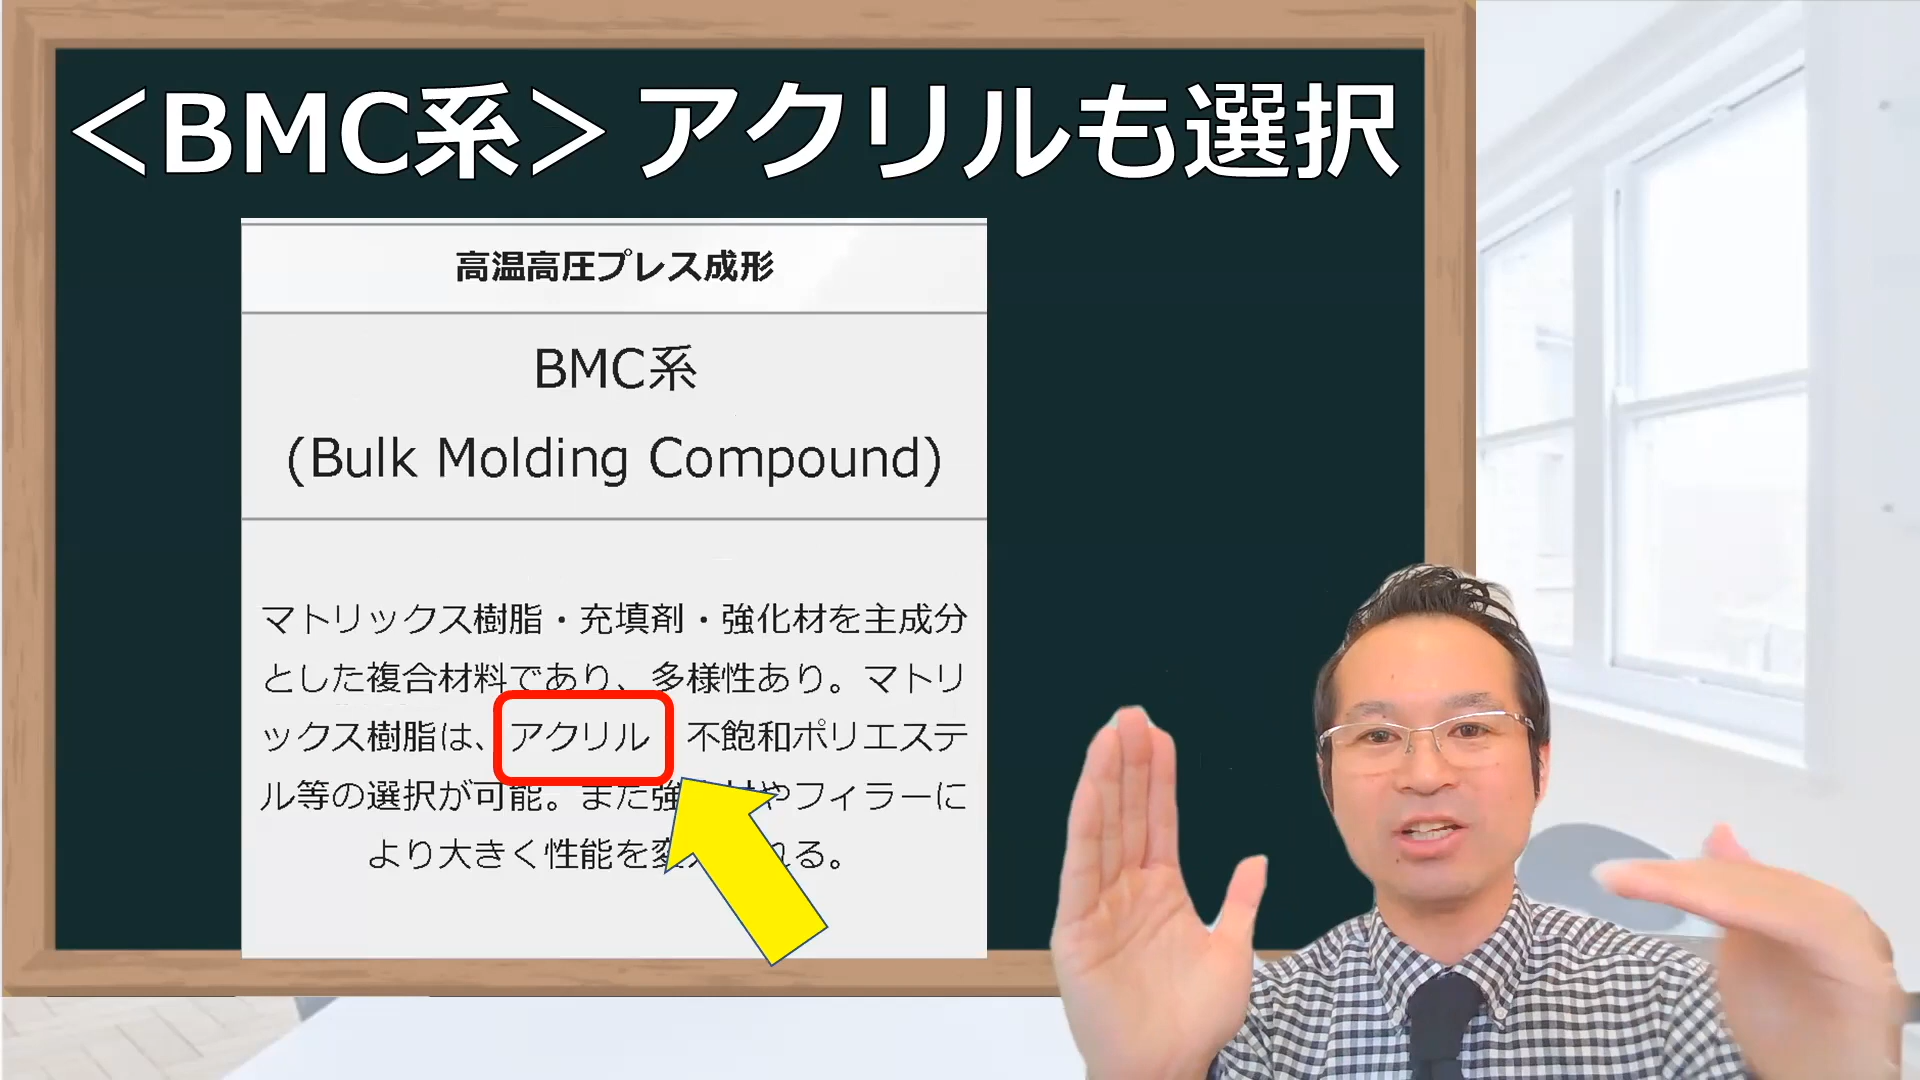 ＜BMC系＞アクリルも選択
高温高圧プレス成形
BMC系
(Bulk Molding Compound)
マトリックス樹脂・充填剤・強化材を主成分
とした複合材料であり、多様性あり。マトリ
ックス樹脂は、アクリル 不飽和ポリエステ
ル等の選択が可能。また強やフィラーに
より大きく性能を変る。